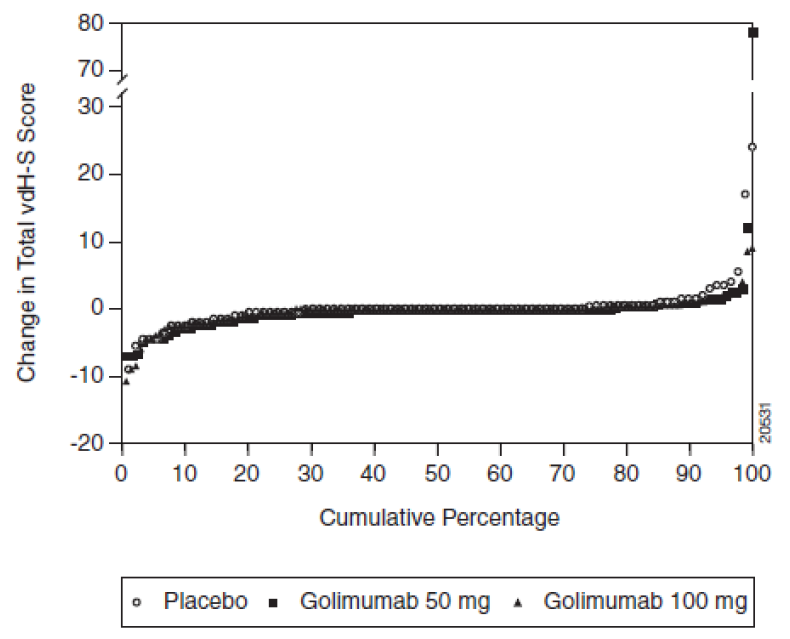 80
70
30
20
10
0
-10
-20
Change in Total vdH-S Score
0 10 20 30 40 50 60 70 80 90 100
Cumulative Percentage
20531
Placebo Golimumab 50 mg Golimumab 100 mg